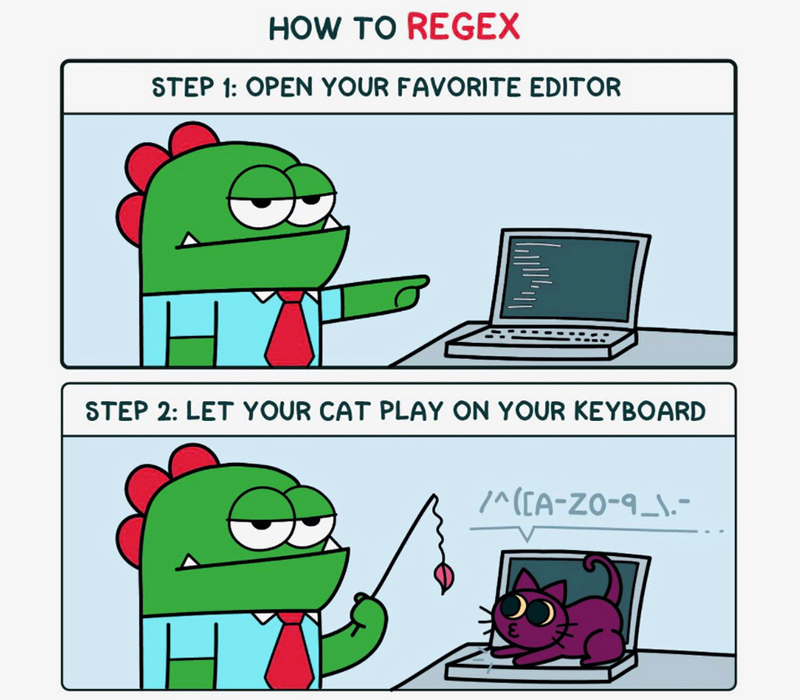 HOW TO REGEX
STEP 1: OPEN YOUR FAVORITE EDITOR
STEP 2: LET YOUR CAT PLAY ON YOUR KEYBOARD
/^([A-Z0-9_\.-